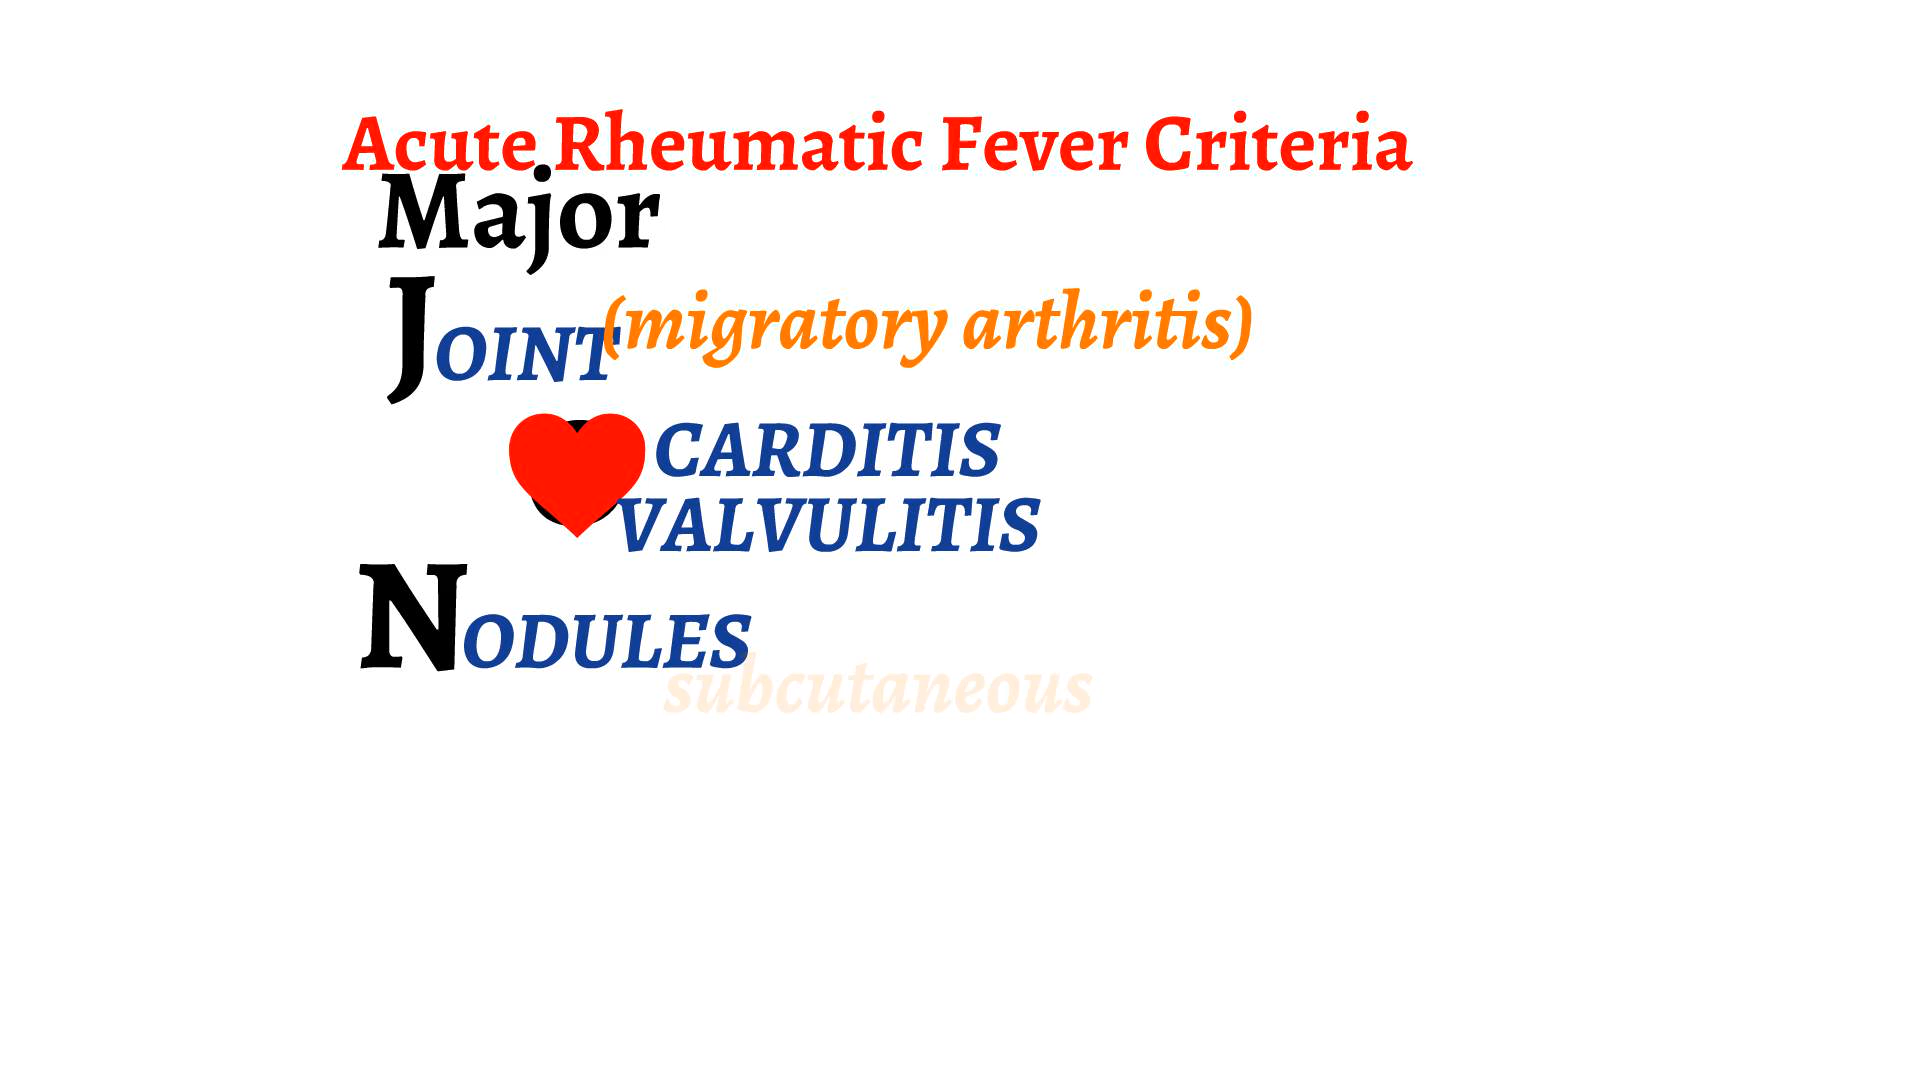 Acute Rheumatic Fever Criteria
Major
JOINT (migratory arthritis)
CARDITIS
VALVULITIS
NODULES
subcutaneous